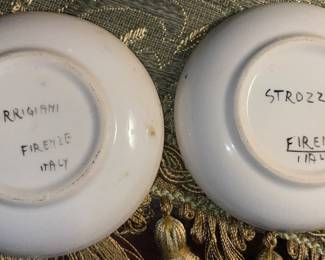 RRIGIANI
FIRENZE
ITALY
STROZZ
FIREN
ITAL